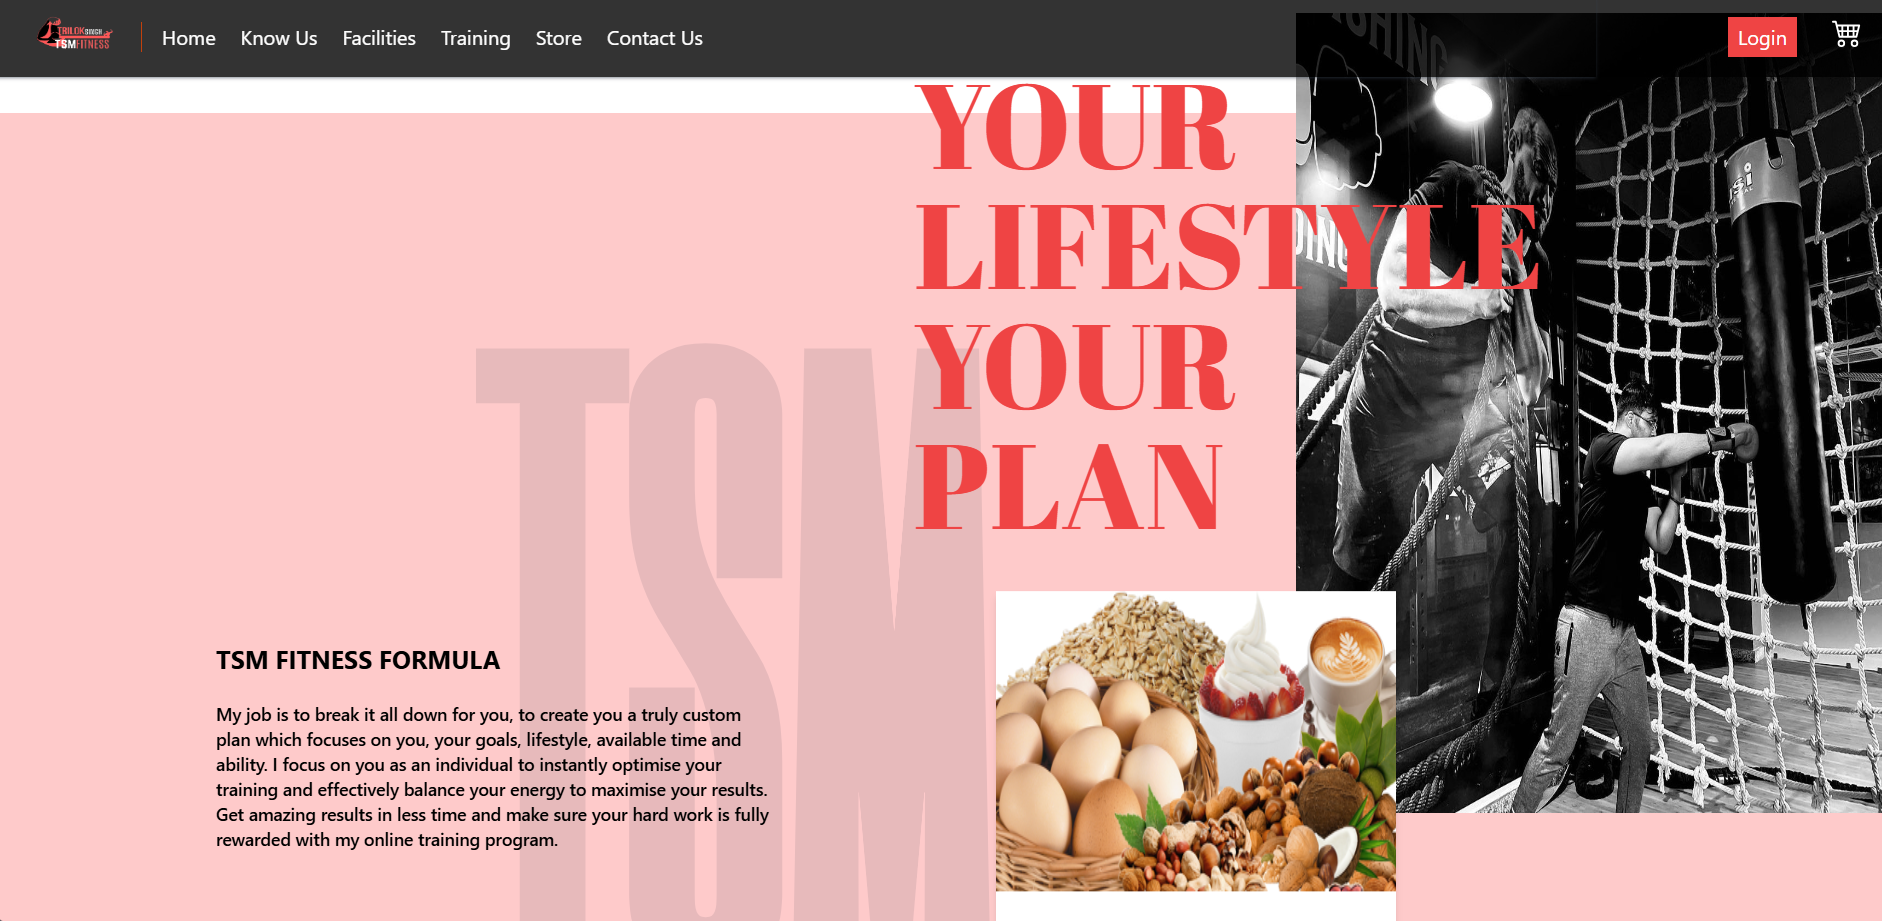 TRILOK SINGH
TSMFITNESS
Home
Know Us
Facilities
Training
Store
Contact Us
Login
YOUR
LIFESTYLE
YOUR
PLAN
TSM
TSM FITNESS FORMULA
My job is to break it all down for you, to create you a truly custom
plan which focuses on you, your goals, lifestyle, available time and
ability. I focus on you as an individual to instantly optimise your
training and effectively balance your energy to maximise your results.
Get amazing results in less time and make sure your hard work is fully
rewarded with my online training program.